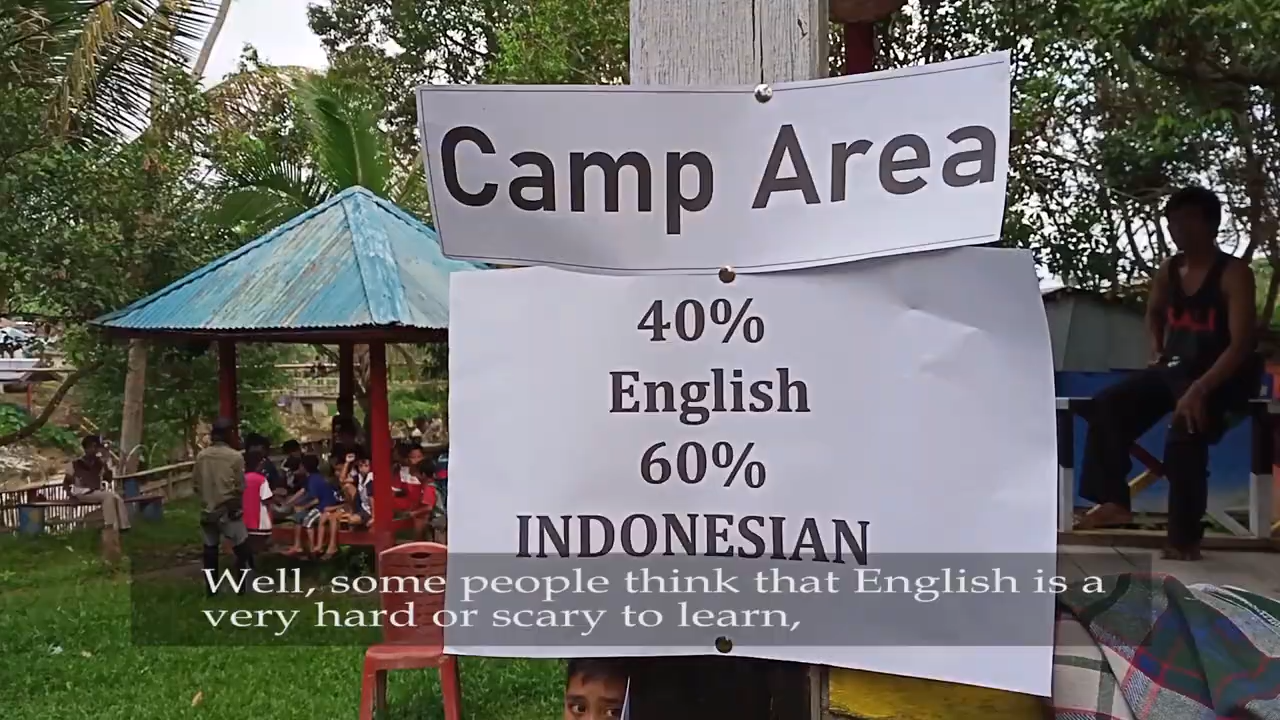 Camp Area
40%
English
60%
INDONESIAN
Well, some people think that English is a
very hard or scary to learn,